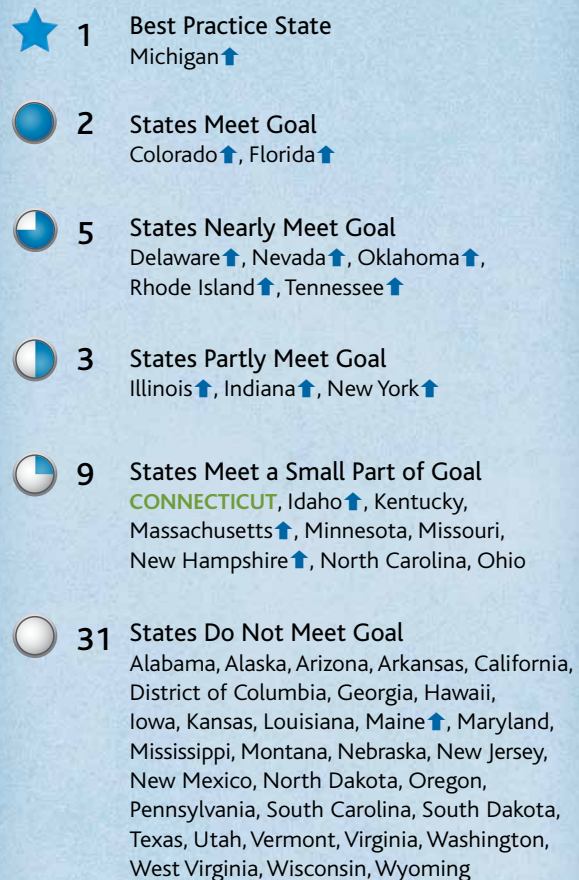 1 Best Practice State
Michigan⬆
2 States Meet Goal
Colorado⬆, Florida⬆
5 States Nearly Meet Goal
Delaware⬆, Nevada⬆, Oklahoma⬆,
Rhode Island⬆, Tennessee⬆
3 States Partly Meet Goal
Illinois⬆, Indiana⬆, New York⬆
9 States Meet a Small Part of Goal
CONNECTICUT, Idaho⬆, Kentucky,
Massachusetts⬆, Minnesota, Missouri,
New Hampshire⬆, North Carolina, Ohio
31 States Do Not Meet Goal
Alabama, Alaska, Arizona, Arkansas, California,
District of Columbia, Georgia, Hawaii,
Iowa, Kansas, Louisiana, Maine⬆, Maryland,
Mississippi, Montana, Nebraska, New Jersey,
New Mexico, North Dakota, Oregon,
Pennsylvania, South Carolina, South Dakota,
Texas, Utah, Vermont, Virginia, Washington,
West Virginia, Wisconsin, Wyoming